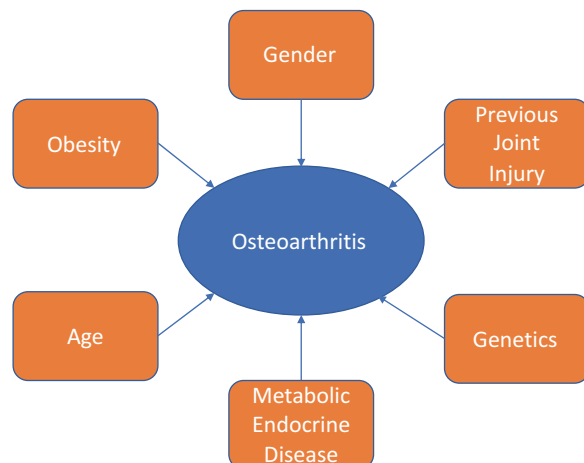 Gender
Obesity
Previous
Joint
Injury
Osteoarthritis
Age
Genetics
Metabolic
Endocrine
Disease